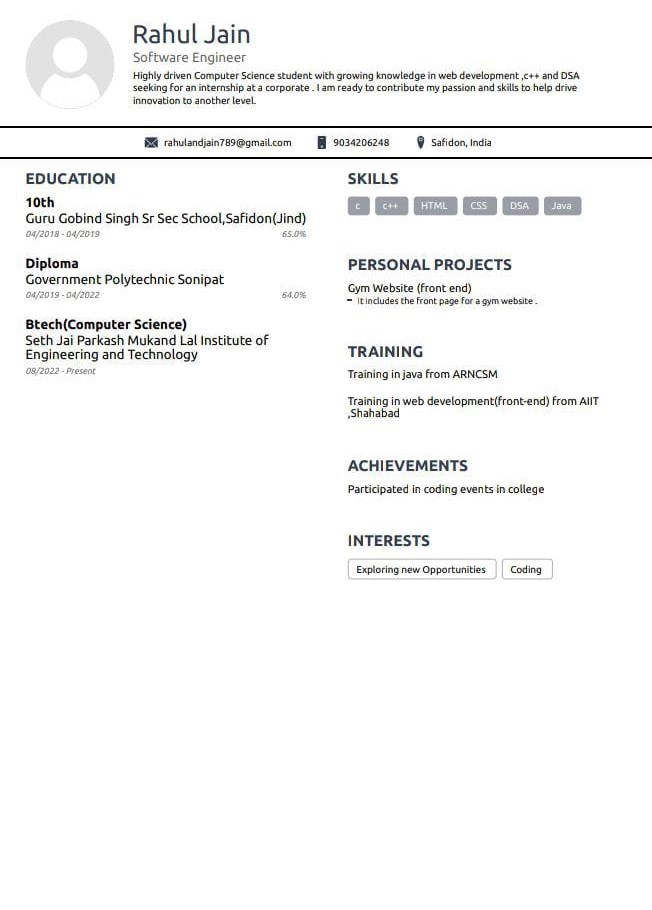 Rahul Jain
Software Engineer
Highly driven Computer Science student with growing knowledge in web development ,c++ and DSA
seeking for an internship at a corporate . I am ready to contribute my passion and skills to help drive
innovation to another level.
rahulandjain789@gmail.com
9034206248
Safidon, India
EDUCATION
10th
Guru Gobind Singh Sr Sec School,Safidon(Jind)
04/2018 - 04/2019
65.0%
Diploma
Government Polytechnic Sonipat
04/2019 - 04/2022
64.0%
Btech(Computer Science)
Seth Jai Parkash Mukand Lal Institute of
Engineering and Technology
08/2022 - Present
SKILLS
c
c++
HTML
CSS
DSA
Java
PERSONAL PROJECTS
Gym Website (front end)
– It includes the front page for a gym website .
TRAINING
Training in java from ARNCSM
Training in web development(front-end) from AIIT
,Shahabad
ACHIEVEMENTS
Participated in coding events in college
INTERESTS
Exploring new Opportunities
Coding